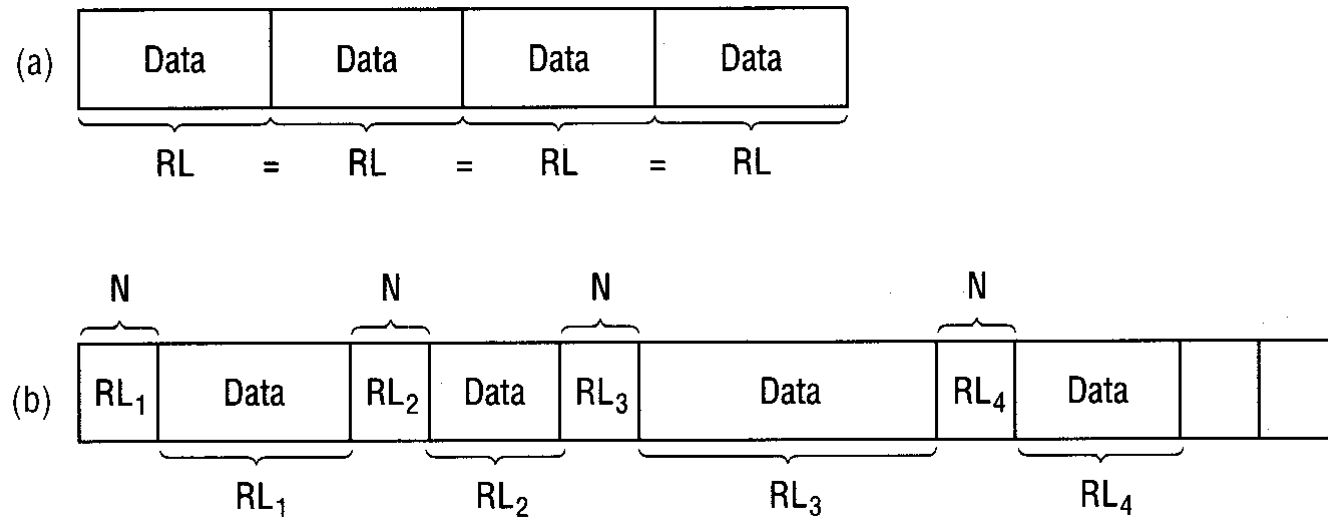 (a) Data Data Data Data
RL = RL = RL = RL
N N N N
(b) RL₁ Data RL₂ Data RL₃ Data RL₄ Data
RL₁ RL₂ RL₃ RL₄